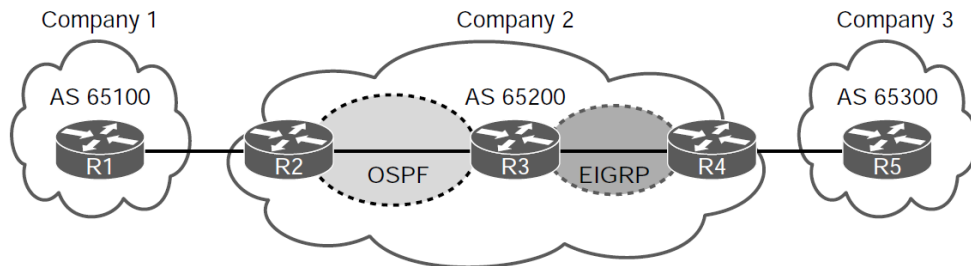 Company 1
Company 2
Company 3
AS 65100
AS 65200
AS 65300
R1
R2
OSPF
R3
EIGRP
R4
R5